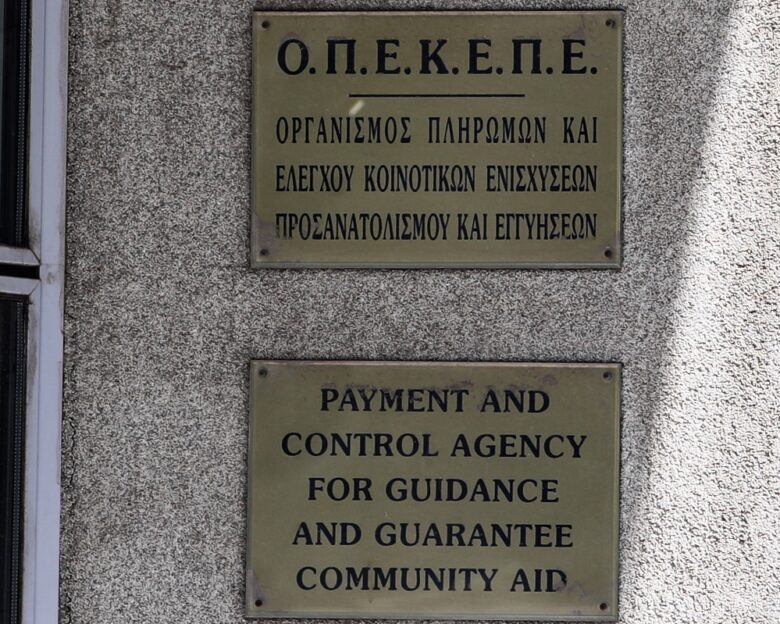 Ο.Π.Ε.Κ.Ε.Π.Ε.
ΟΡΓΑΝΙΣΜΟΣ ΠΛΗΡΩΜΩΝ ΚΑΙ
ΕΛΕΓΧΟΥ ΚΟΙΝΟΤΙΚΩΝ ΕΝΙΣΧΥΣΕΩΝ
ΠΡΟΣΑΝΑΤΟΛΙΣΜΟΥ ΚΑΙ ΕΓΓΥΗΣΕΩΝ
PAYMENT AND
CONTROL AGENCY
FOR GUIDANCE
AND GUARANTEE
COMMUNITY AID